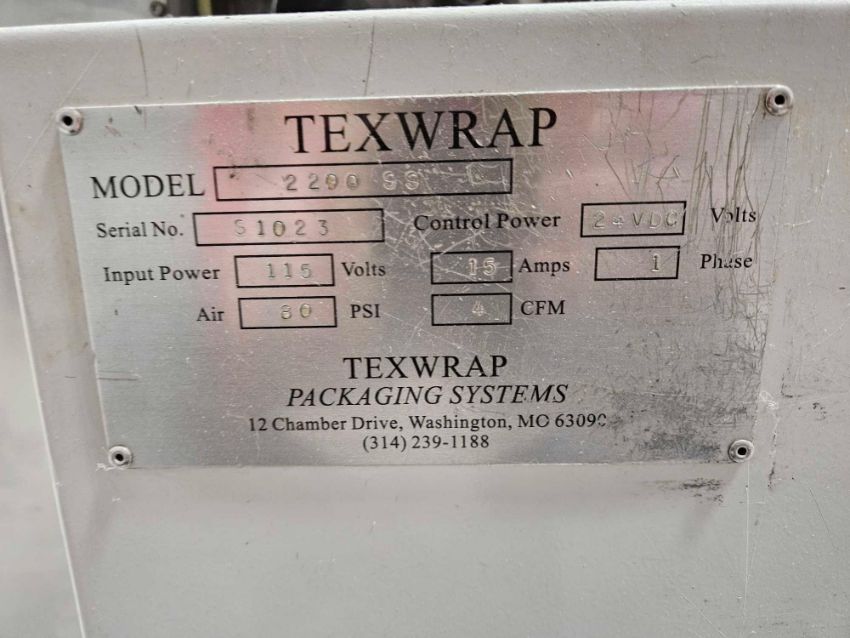 TEXWRAP
MODEL 2200 SS
Serial No. S1023 Control Power 24VDC Volts
Input Power 115 Volts 15 Amps 1 Phase
Air 80 PSI 4 CFM
TEXWRAP
PACKAGING SYSTEMS
12 Chamber Drive, Washington, MO
(314) 239-1188